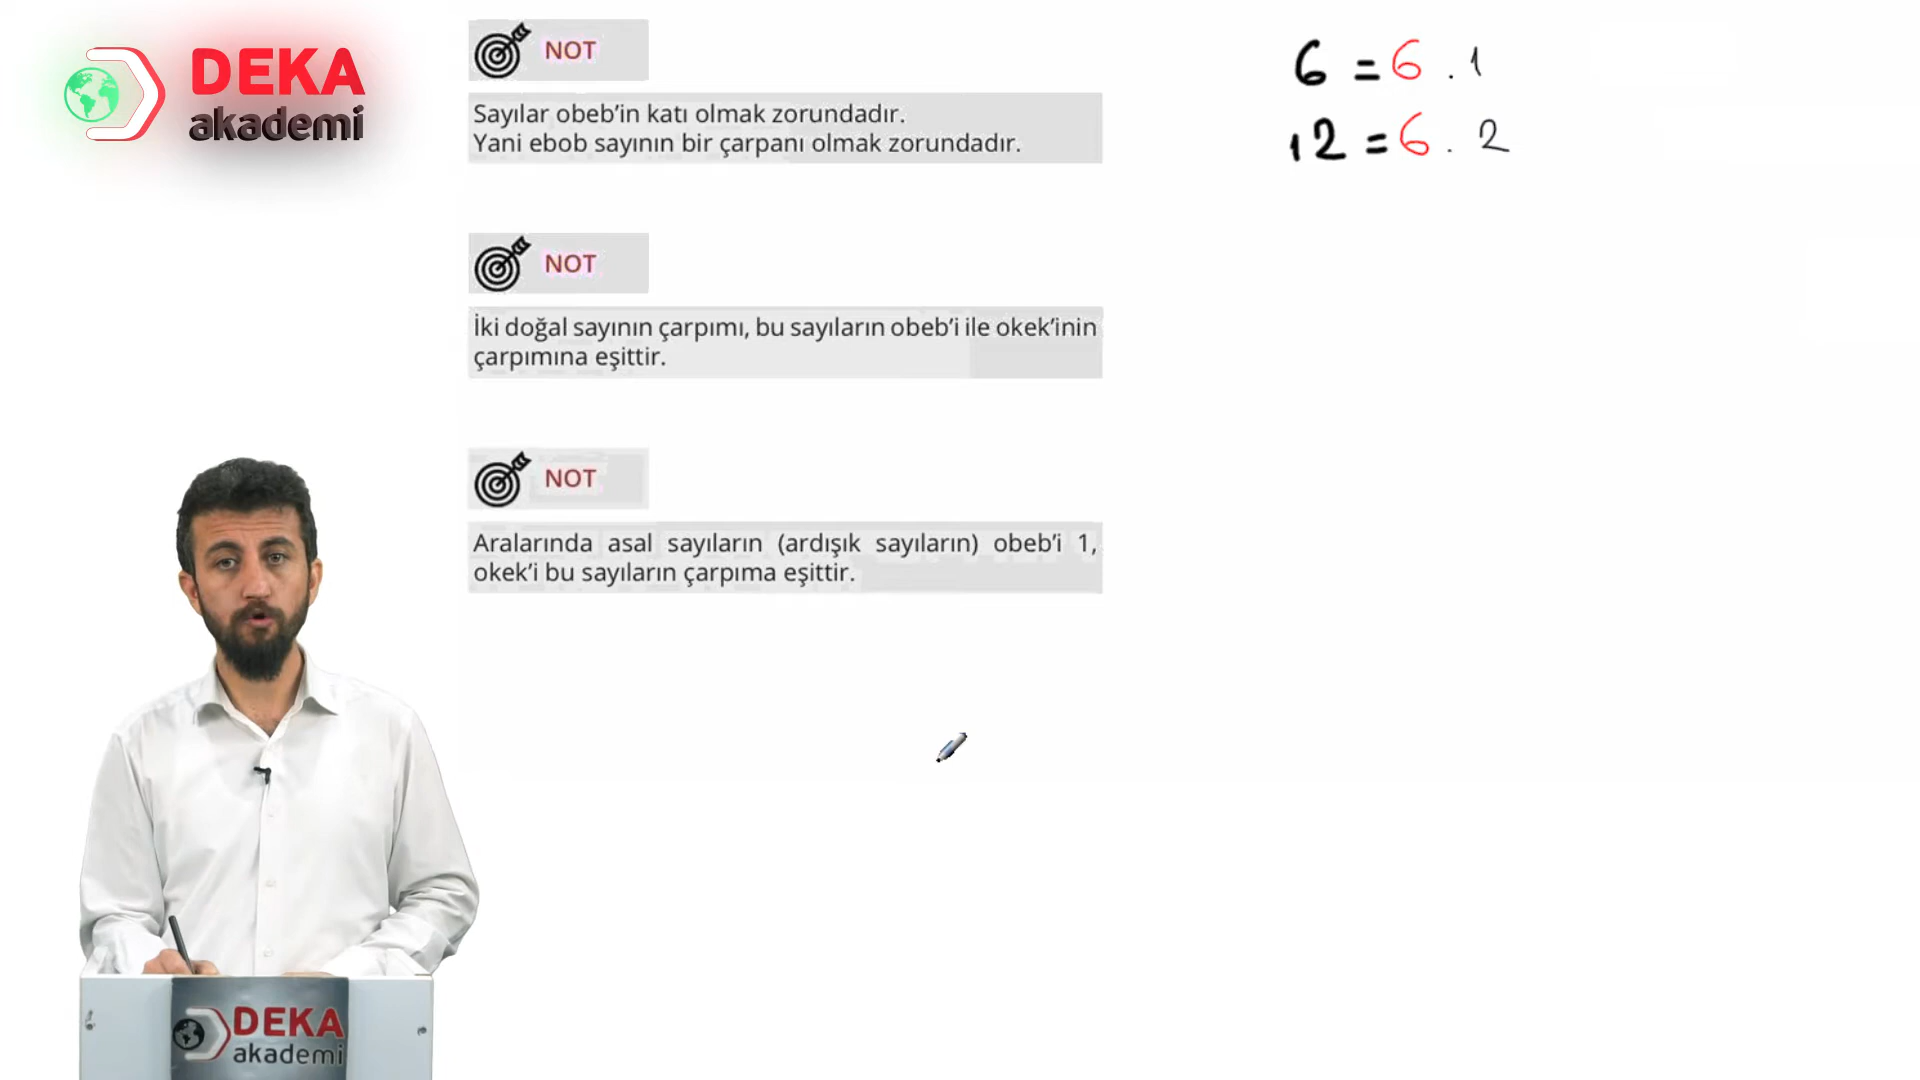 DEKA
akademi
NOT
Sayılar obeb’in katı olmak zorundadır.
Yani ebob sayının bir çarpanı olmak zorundadır.
6 = 6 . 1
12 = 6 . 2
NOT
İki doğal sayının çarpımı, bu sayıların obeb’i ile okek’inin
çarpımına eşittir.
NOT
Aralarında asal sayıların (ardışık sayıların) obeb’i 1,
okek’i bu sayıların çarpıma eşittir.
DEKA
akademi